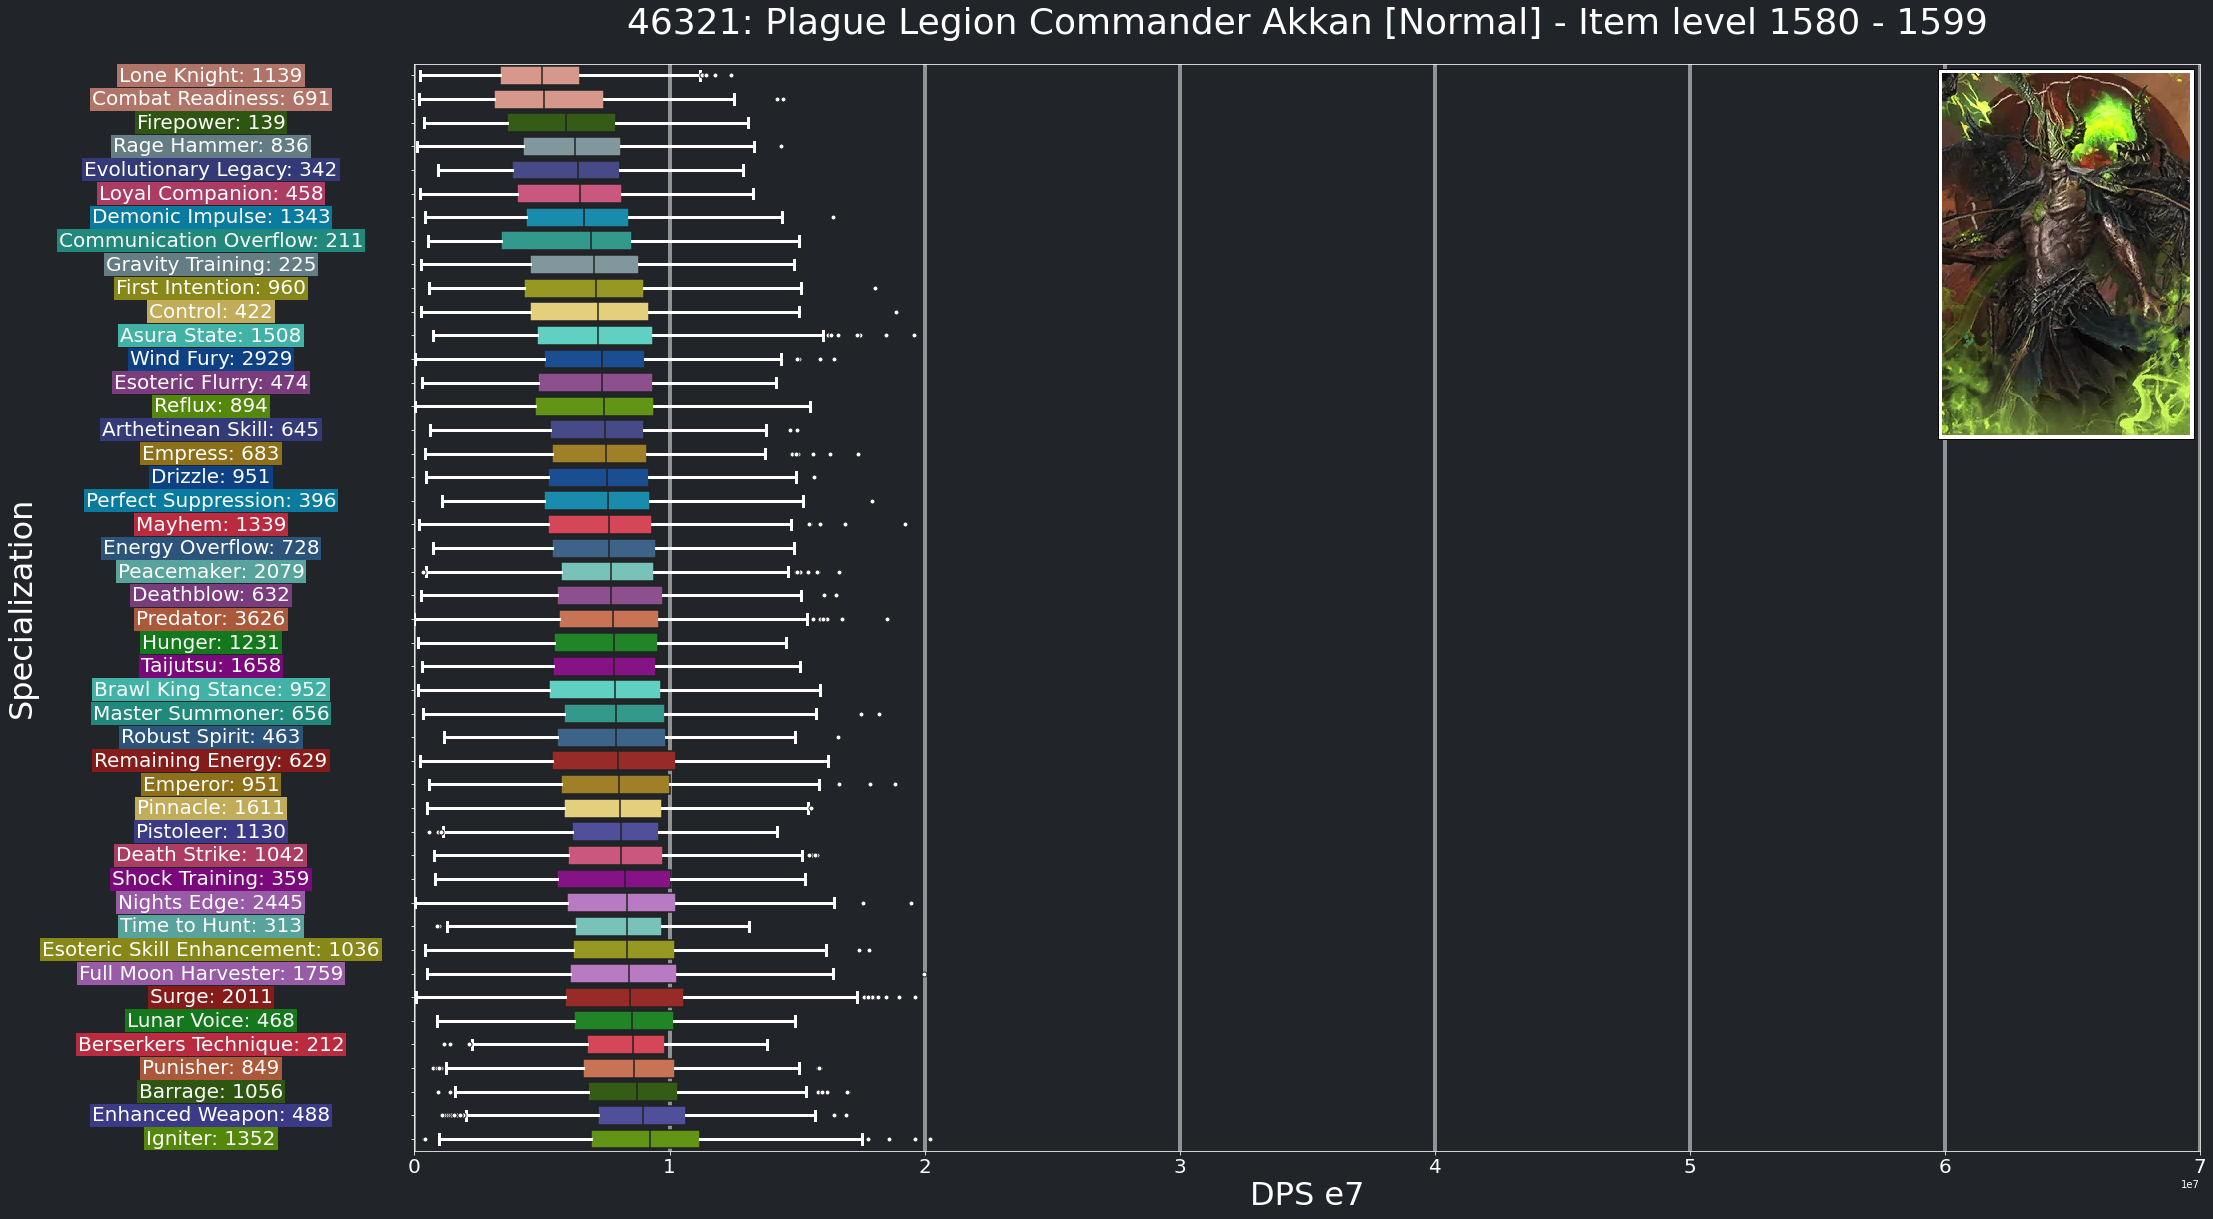 46321: Plague Legion Commander Akkan [Normal] - Item level 1580 - 1599
Specialization
Lone Knight: 1139
Combat Readiness: 691
Firepower: 139
Rage Hammer: 836
Evolutionary Legacy: 342
Loyal Companion: 458
Demonic Impulse: 1343
Communication Overflow: 211
Gravity Training: 225
First Intention: 960
Control: 422
Asura State: 1508
Wind Fury: 2929
Esoteric Flurry: 474
Reflux: 894
Arthetinean Skill: 645
Empress: 683
Drizzle: 951
Perfect Suppression: 396
Mayhem: 1339
Energy Overflow: 728
Peacemaker: 2079
Deathblow: 632
Predator: 3626
Hunger: 1231
Taijutsu: 1658
Brawl King Stance: 952
Master Summoner: 656
Robust Spirit: 463
Remaining Energy: 629
Emperor: 951
Pinnacle: 1611
Pistoleer: 1130
Death Strike: 1042
Shock Training: 359
Nights Edge: 2445
Time to Hunt: 313
Esoteric Skill Enhancement: 1036
Full Moon Harvester: 1759
Surge: 2011
Lunar Voice: 468
Berserkers Technique: 212
Punisher: 849
Barrage: 1056
Enhanced Weapon: 488
Igniter: 1352
0 1 2 3 4 5 6 7
1e7
DPS e7